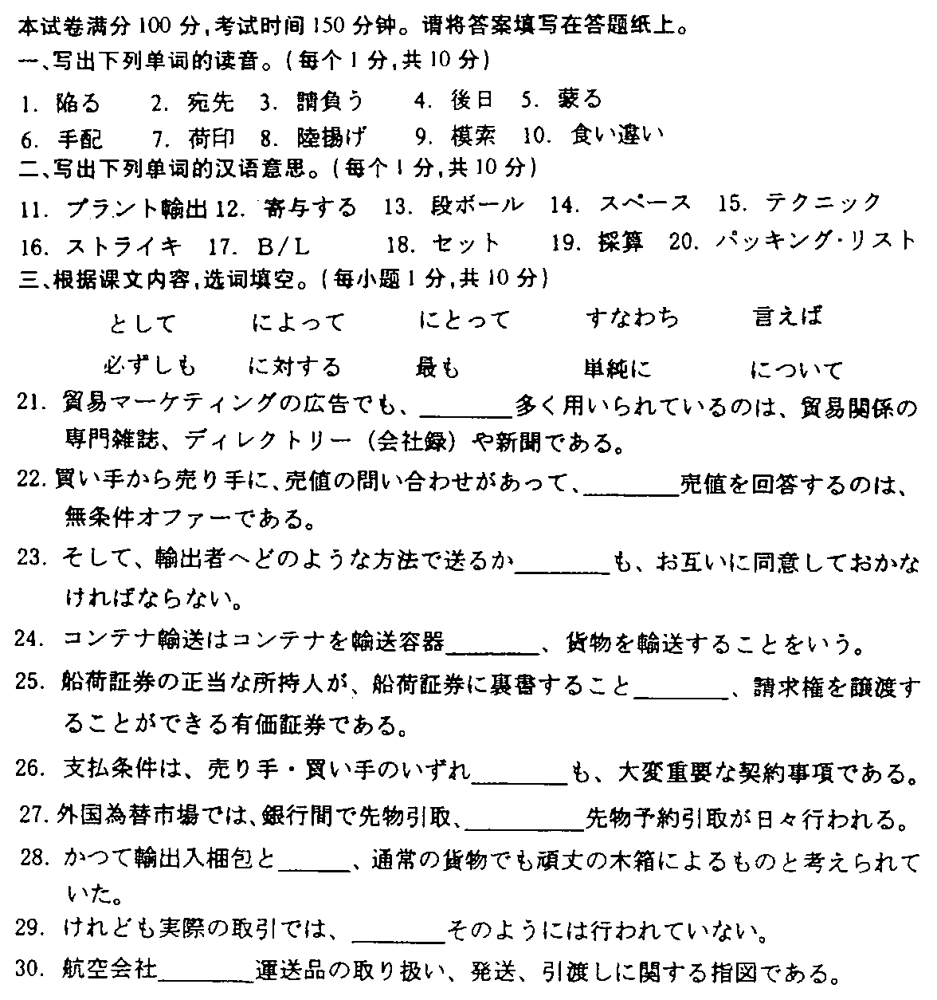 本试卷满分 100 分,考试时间 150 分钟。请将答案填写在答题纸上。
一、写出下列单词的读音。(每个 1 分,共 10 分)
1. 陥る 2. 宛先 3. 請負う 4. 後日 5. 蒙る
6. 手配 7. 荷印 8. 陸揚げ 9. 模索 10. 食い違い
二、写出下列单词的汉语意思。(每个 1 分,共 10 分)
11. プラント輸出 12. 寄与する 13. 段ボール 14. スペース 15. テクニック
16. ストライキ 17. B/L 18. セット 19. 採算 20. パッキング·リスト
三、根据课文内容,选词填空。(每小题 1 分,共 10 分)
として によって にとって すなわち 言えば
必ずしも に対する 最も 単純に について
21. 貿易マーケティングの広告でも、________多く用いられているのは、貿易関係の
専門雑誌、ディレクトリー（会社録）や新聞である。
22. 買い手から売り手に、売値の問い合わせがあって、________売値を回答するのは、
無条件オファーである。
23. そして、輸出者へどのような方法で送るか________も、お互いに同意しておかな
ければならない。
24. コンテナ輸送はコンテナを輸送容器________、貨物を輸送することをいう。
25. 船荷証券の正当な所持人が、船荷証券に裏書すること________、請求権を譲渡す
ることができる有価証券である。
26. 支払条件は、売り手・買い手のいずれ________も、大変重要な契約事項である。
27. 外国為替市場では、銀行間で先物引取、__________先物予約引取が日々行われる。
28. かつて輸出入梱包と______、通常の貨物でも頑丈の木箱によるものと考えられて
いた。
29. けれども実際の取引では、________そのようには行われていない。
30. 航空会社________運送品の取り扱い、発送、引渡しに関する指図である。